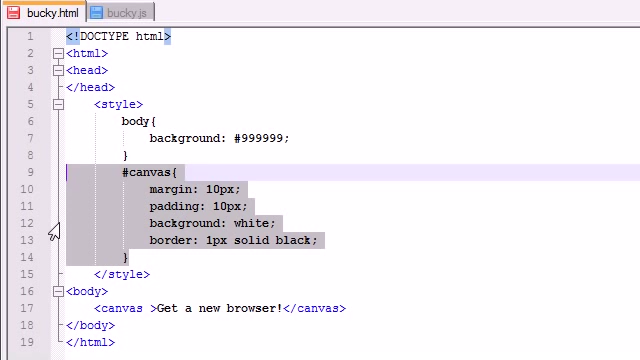 bucky.html bucky.js
1 <!DOCTYPE html>
2 <html>
3 <head>
4 </head>
5 <style>
6 body{
7 background: #999999;
8 }
9 #canvas{
10 margin: 10px;
11 padding: 10px;
12 background: white;
13 border: 1px solid black;
14 }
15 </style>
16 <body>
17 <canvas >Get a new browser!</canvas>
18 </body>
19 </html>